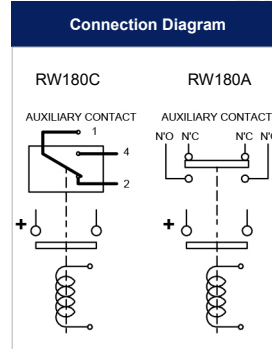 Connection Diagram
RW180C
RW180A
AUXILIARY CONTACT
AUXILIARY CONTACT
1
4
2
N'O N'C N'C N'O
+
+